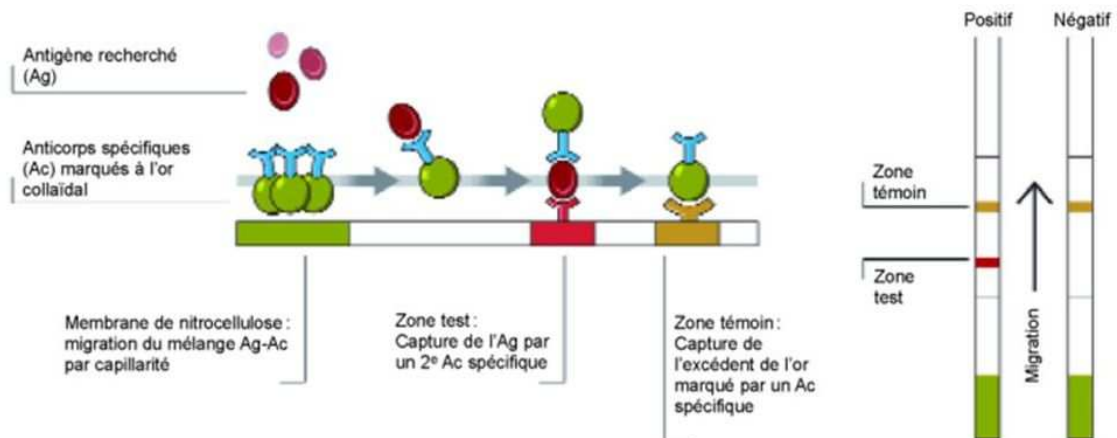 Antigène recherché
(Ag)
Anticorps spécifiques
(Ac) marqués à l'or
collaïdal
Membrane de nitrocellulose :
migration du mélange Ag-Ac
par capillarité
Zone test :
Capture de l'Ag par
un 2e Ac spécifique
Zone témoin :
Capture de
l'excédent de l'or
marqué par un Ac
spécifique
Positif
Négatif
Zone
témoin
Zone
test
Migration